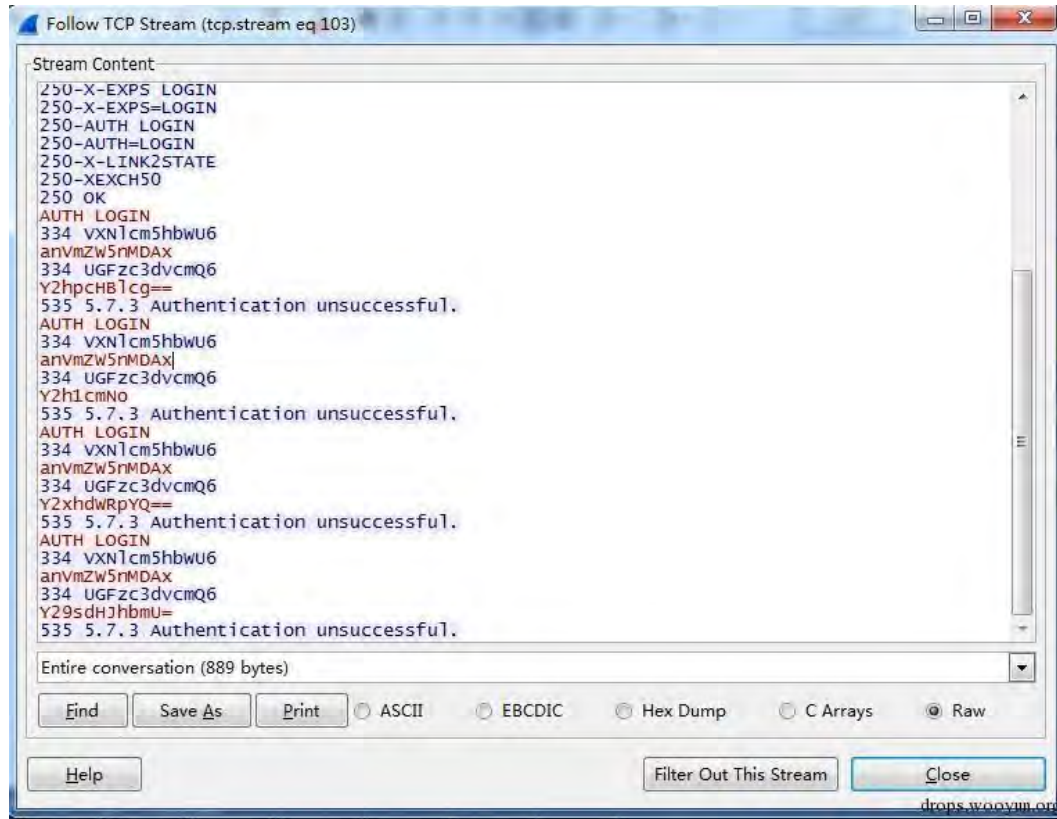 Follow TCP Stream (tcp.stream eq 103)
Stream Content
250-X-EXPS LOGIN
250-X-EXPS=LOGIN
250-AUTH LOGIN
250-AUTH=LOGIN
250-X-LINK2STATE
250-XEXCH50
250 OK
AUTH LOGIN
334 VXNlcm5hbWU6
anVmZW5nMDAx
334 UGFzc3dvcmQ6
Y2hpcHBlcg==
535 5.7.3 Authentication unsuccessful.
AUTH LOGIN
334 VXNlcm5hbWU6
anVmZW5nMDAx
334 UGFzc3dvcmQ6
Y2h1cmNo
535 5.7.3 Authentication unsuccessful.
AUTH LOGIN
334 VXNlcm5hbWU6
anVmZW5nMDAx
334 UGFzc3dvcmQ6
Y2xhdWRpYQ==
535 5.7.3 Authentication unsuccessful.
AUTH LOGIN
334 VXNlcm5hbWU6
anVmZW5nMDAx
334 UGFzc3dvcmQ6
Y29sdHJhbmU=
535 5.7.3 Authentication unsuccessful.
Entire conversation (889 bytes)
Find Save As Print ASCII EBCDIC Hex Dump C Arrays Raw
Help Filter Out This Stream Close
drops.wooyun.org